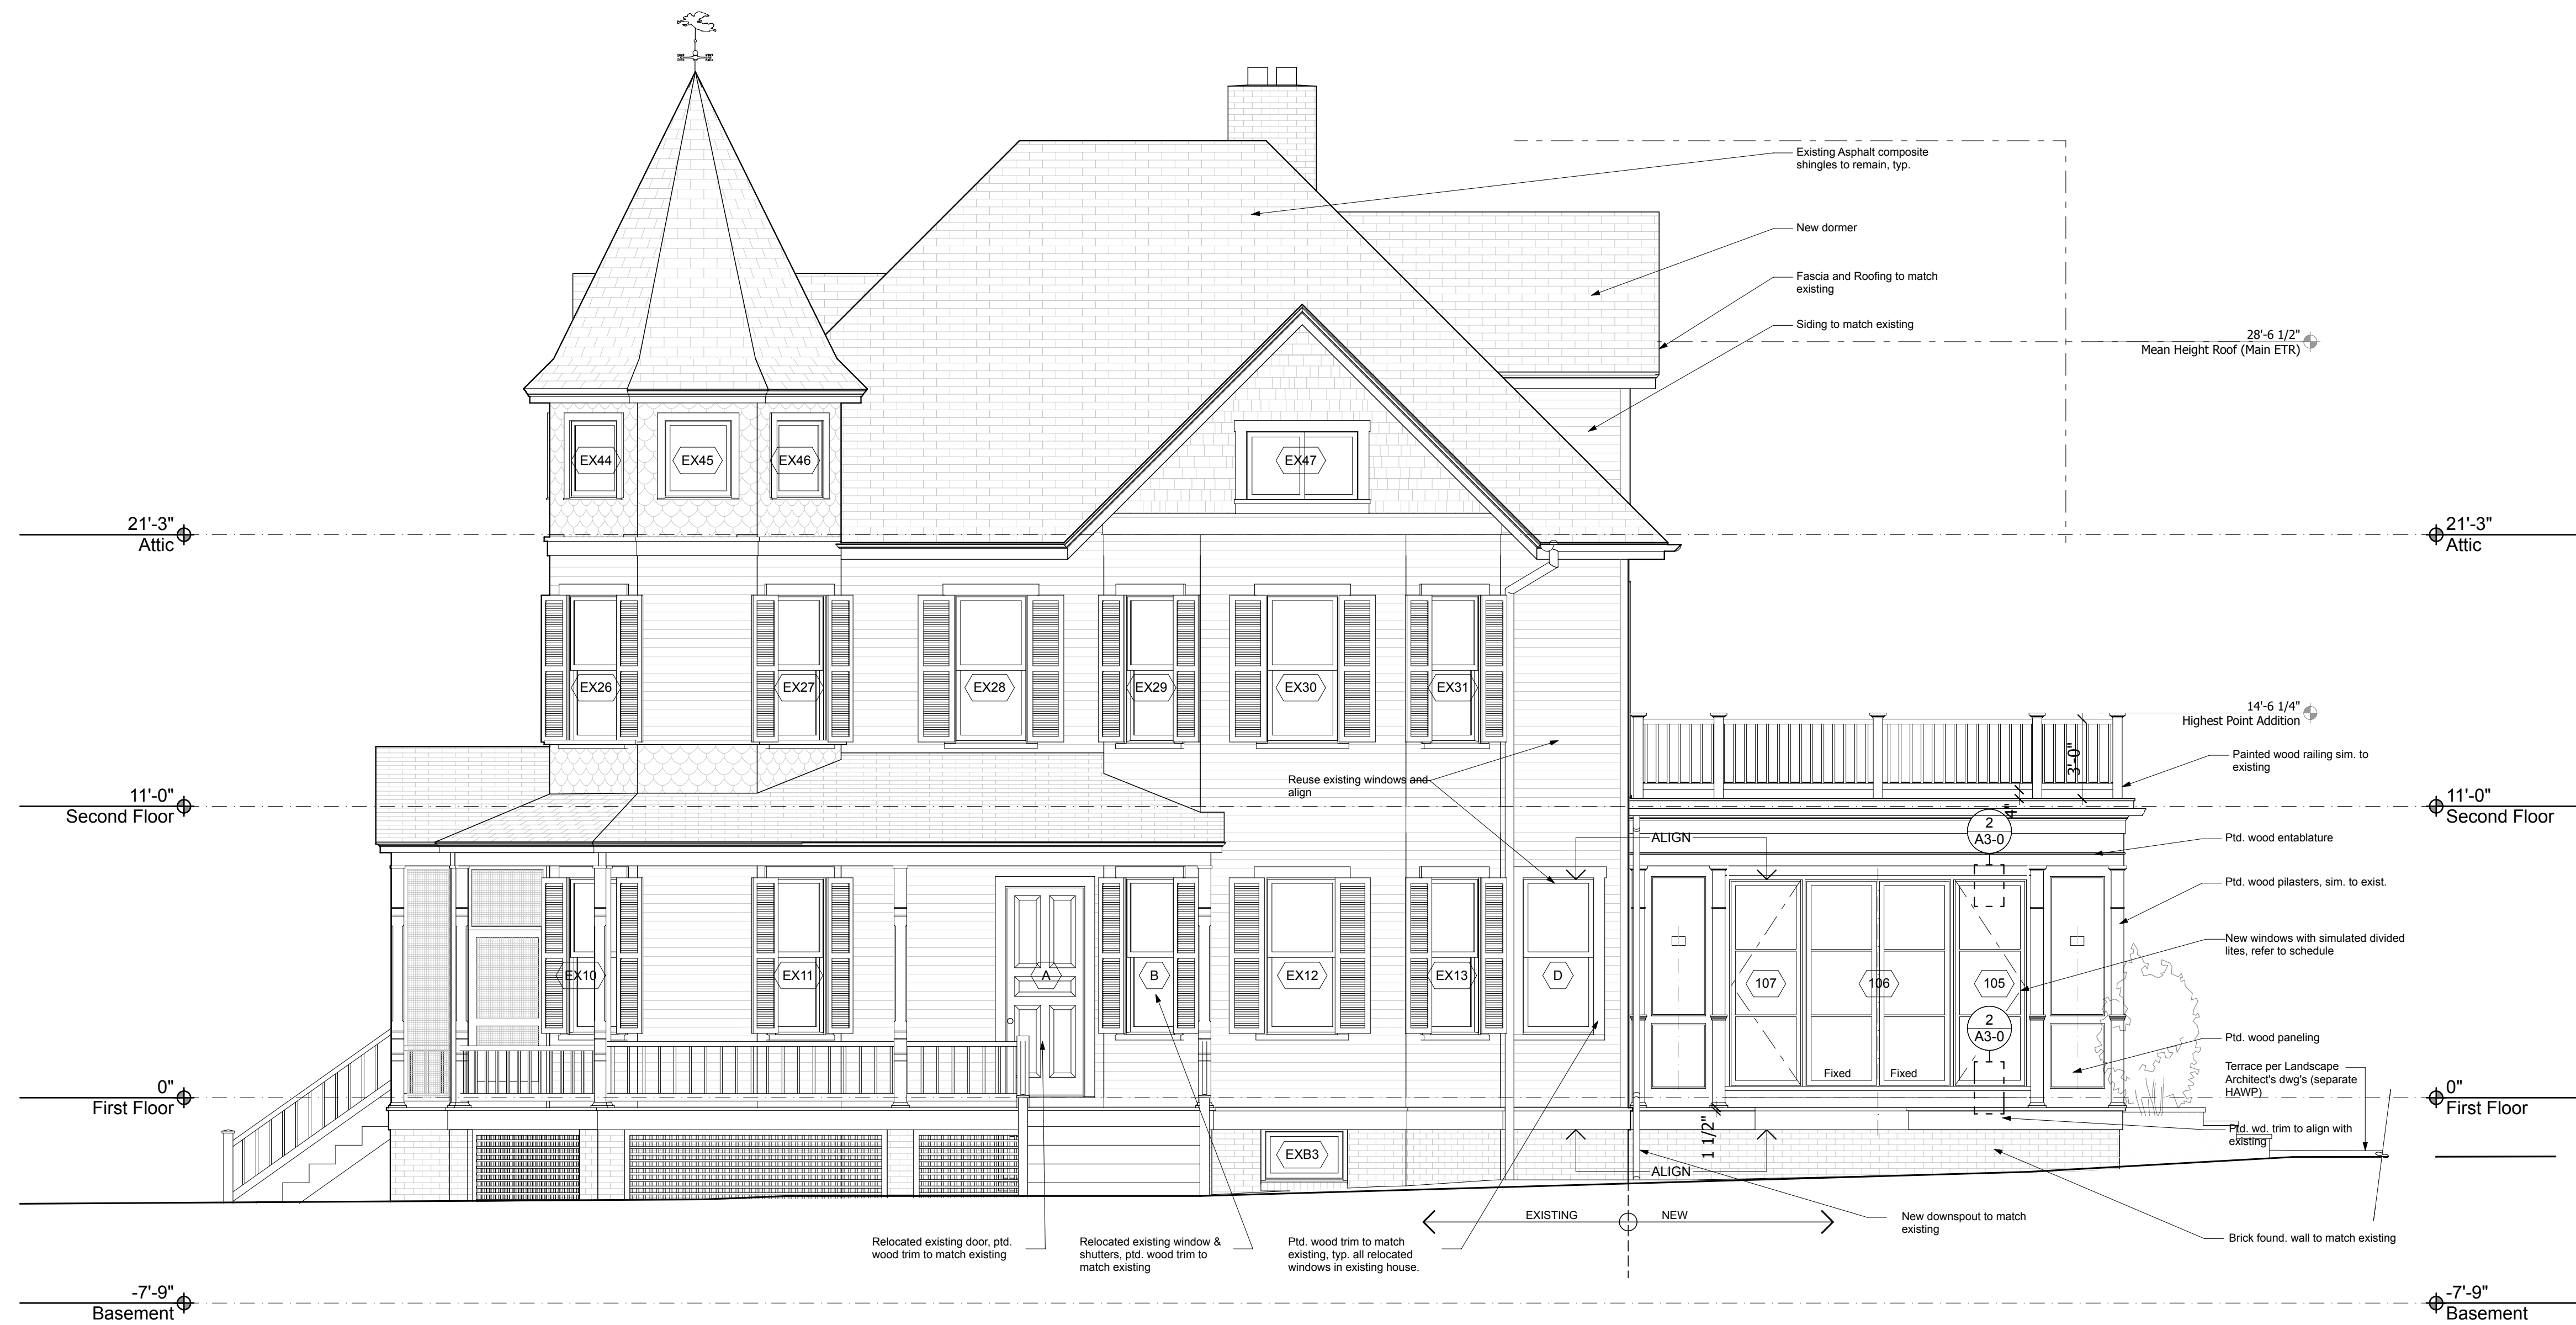 Existing Asphalt composite
shingles to remain, typ.
New dormer
Fascia and Roofing to match
existing
Siding to match existing
28'-6 1/2"
Mean Height Roof (Main ETR)
EX44
EX45
EX46
EX47
21'-3"
Attic
21'-3"
Attic
EX26
EX27
EX28
EX29
EX30
EX31
14'-6 1/4"
Highest Point Addition
3'-0"
Painted wood railing sim. to
existing
Reuse existing windows and
align
11'-0"
Second Floor
11'-0"
Second Floor
4"
2
A3-0
ALIGN
Ptd. wood entablature
Ptd. wood pilasters, sim. to exist.
New windows with simulated divided
lites, refer to schedule
EX10
EX11
A
B
EX12
EX13
D
107
106
105
2
A3-0
Ptd. wood paneling
Fixed
Fixed
Terrace per Landscape
Architect's dwg's (separate
HAWP)
0"
First Floor
0"
First Floor
1 1/2"
Ptd. wd. trim to align with
existing
EXB3
ALIGN
EXISTING
NEW
New downspout to match
existing
Brick found. wall to match existing
Relocated existing door, ptd.
wood trim to match existing
Relocated existing window &
shutters, ptd. wood trim to
match existing
Ptd. wood trim to match
existing, typ. all relocated
windows in existing house.
-7'-9"
Basement
-7'-9"
Basement